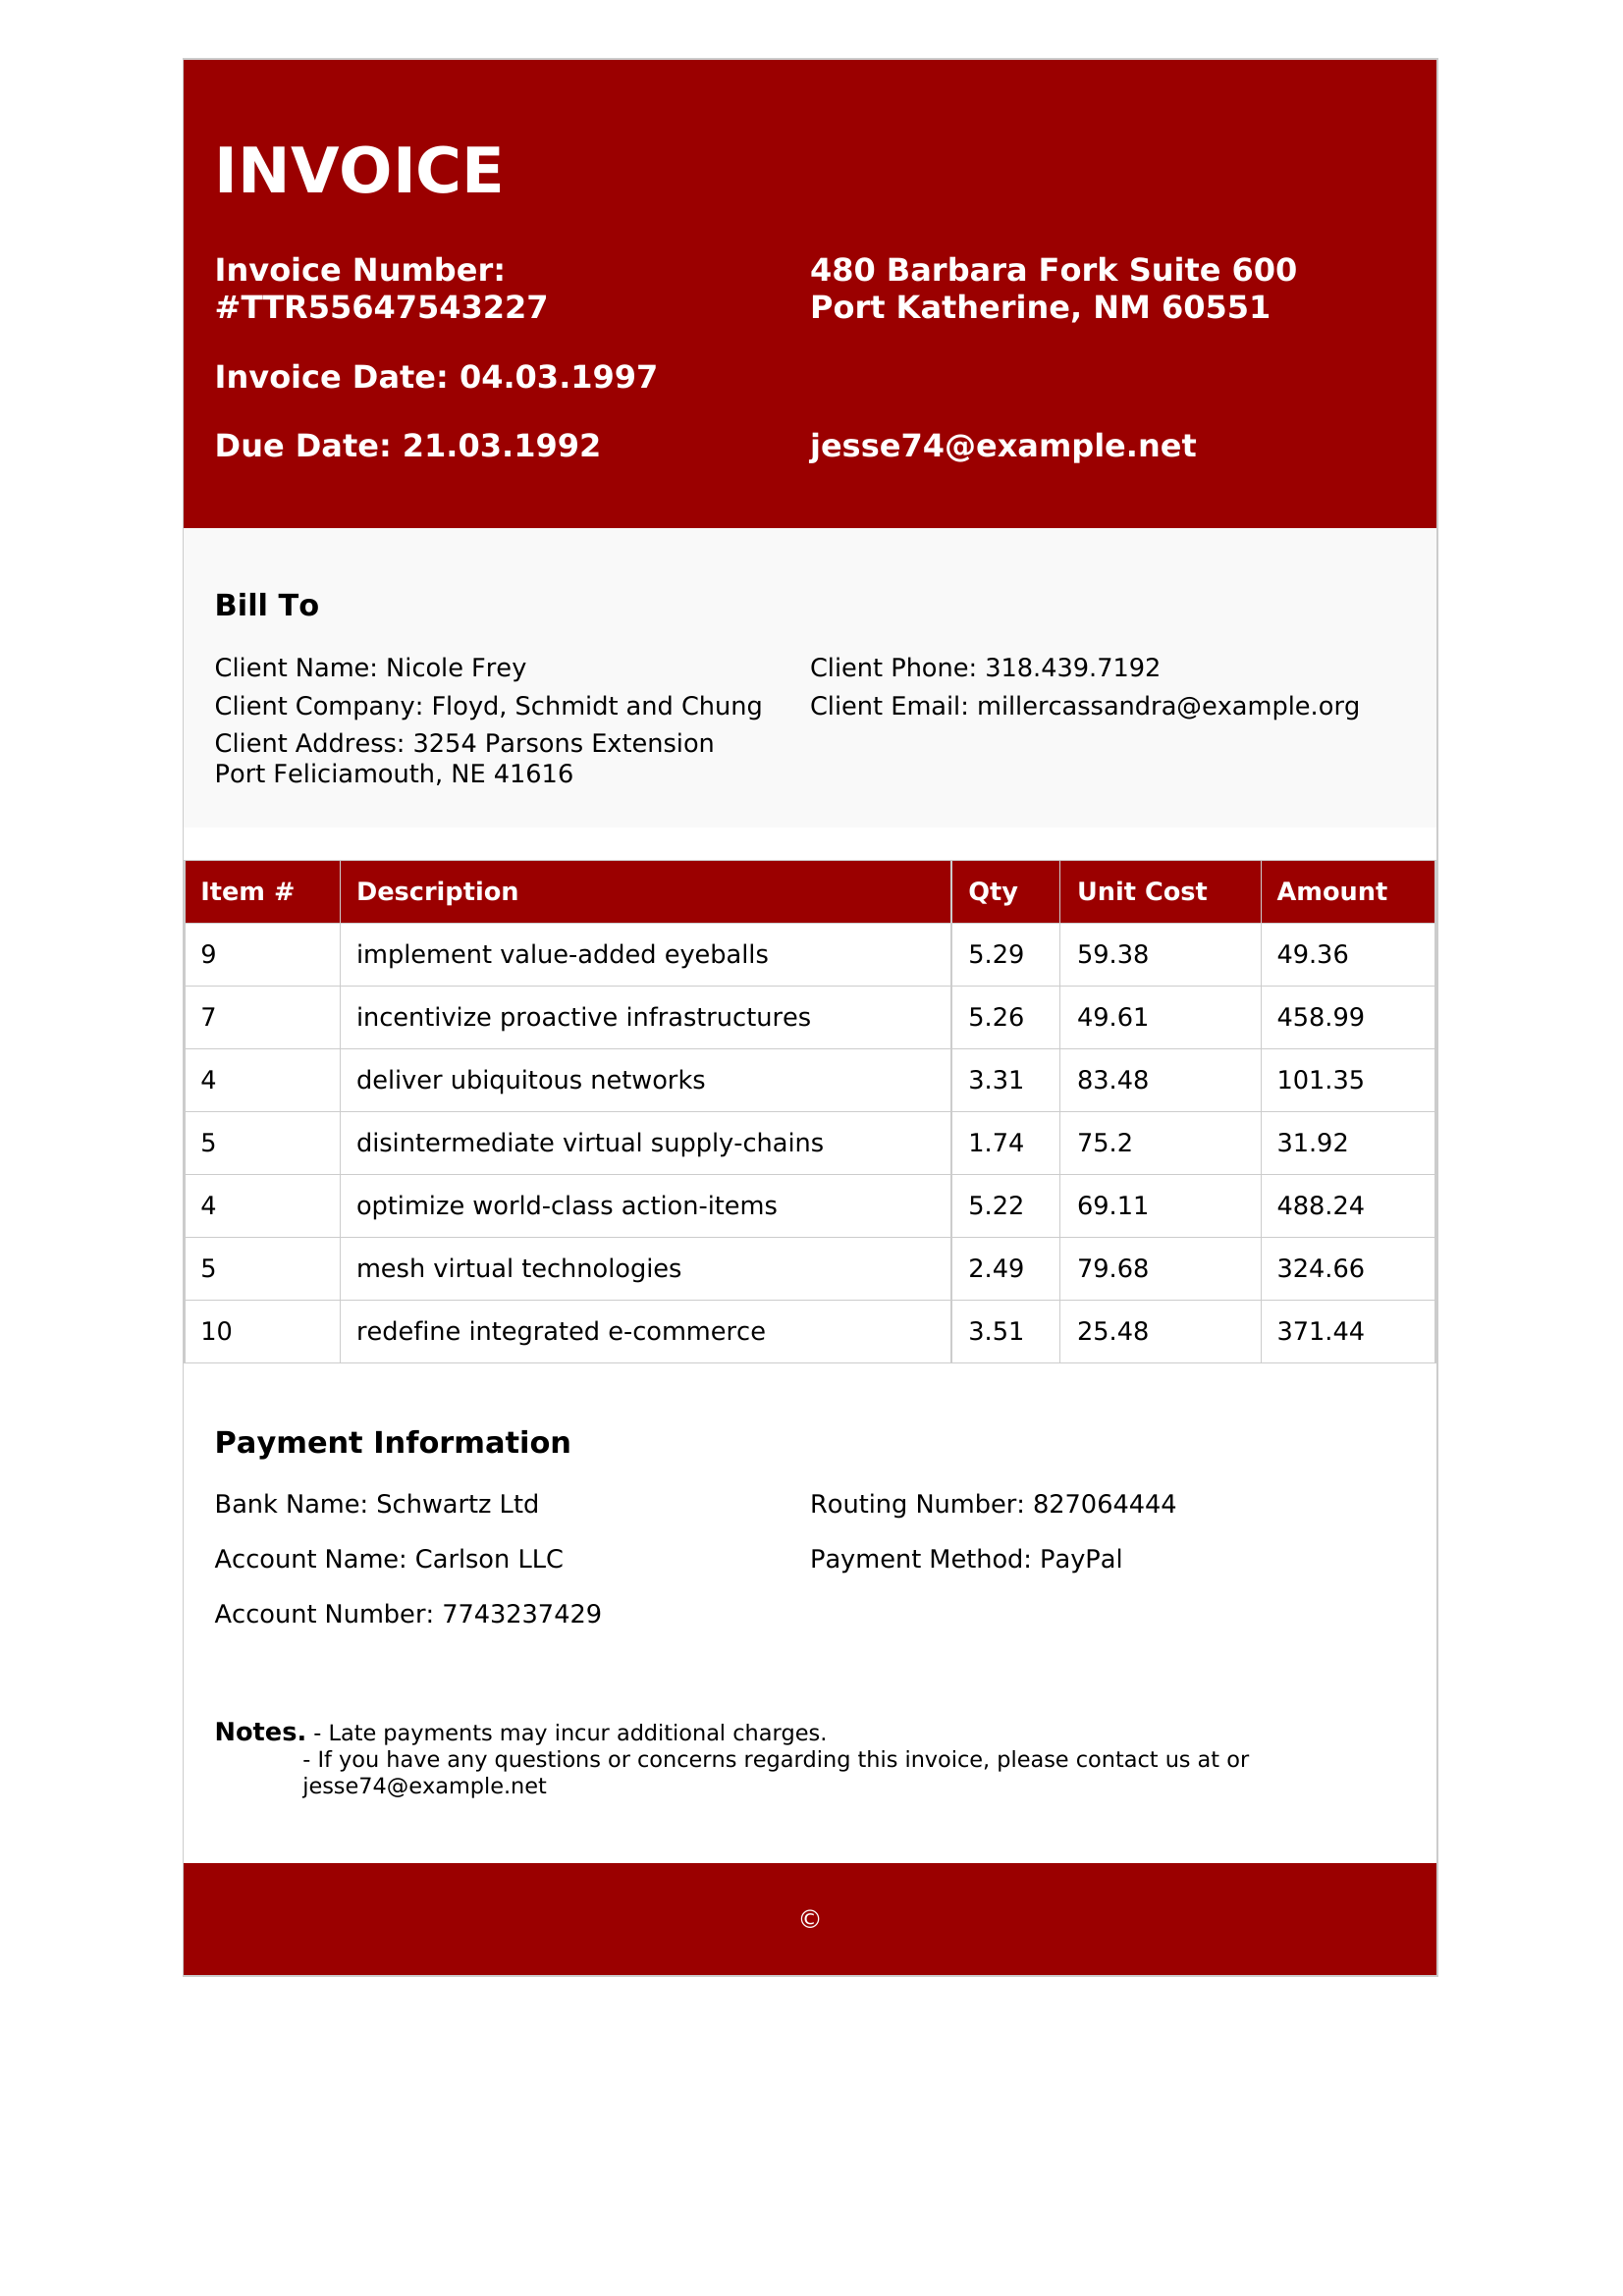 INVOICE
Invoice Number:
#TTR55647543227
480 Barbara Fork Suite 600
Port Katherine, NM 60551
Invoice Date: 04.03.1997
Due Date: 21.03.1992
jesse74@example.net
Bill To
Client Name: Nicole Frey
Client Phone: 318.439.7192
Client Company: Floyd, Schmidt and Chung
Client Email: millercassandra@example.org
Client Address: 3254 Parsons Extension
Port Feliciamouth, NE 41616
Item # Description Qty Unit Cost Amount
9 implement value-added eyeballs 5.29 59.38 49.36
7 incentivize proactive infrastructures 5.26 49.61 458.99
4 deliver ubiquitous networks 3.31 83.48 101.35
5 disintermediate virtual supply-chains 1.74 75.2 31.92
4 optimize world-class action-items 5.22 69.11 488.24
5 mesh virtual technologies 2.49 79.68 324.66
10 redefine integrated e-commerce 3.51 25.48 371.44
Payment Information
Bank Name: Schwartz Ltd
Routing Number: 827064444
Account Name: Carlson LLC
Payment Method: PayPal
Account Number: 7743237429
Notes. - Late payments may incur additional charges.
- If you have any questions or concerns regarding this invoice, please contact us at or
jesse74@example.net
©